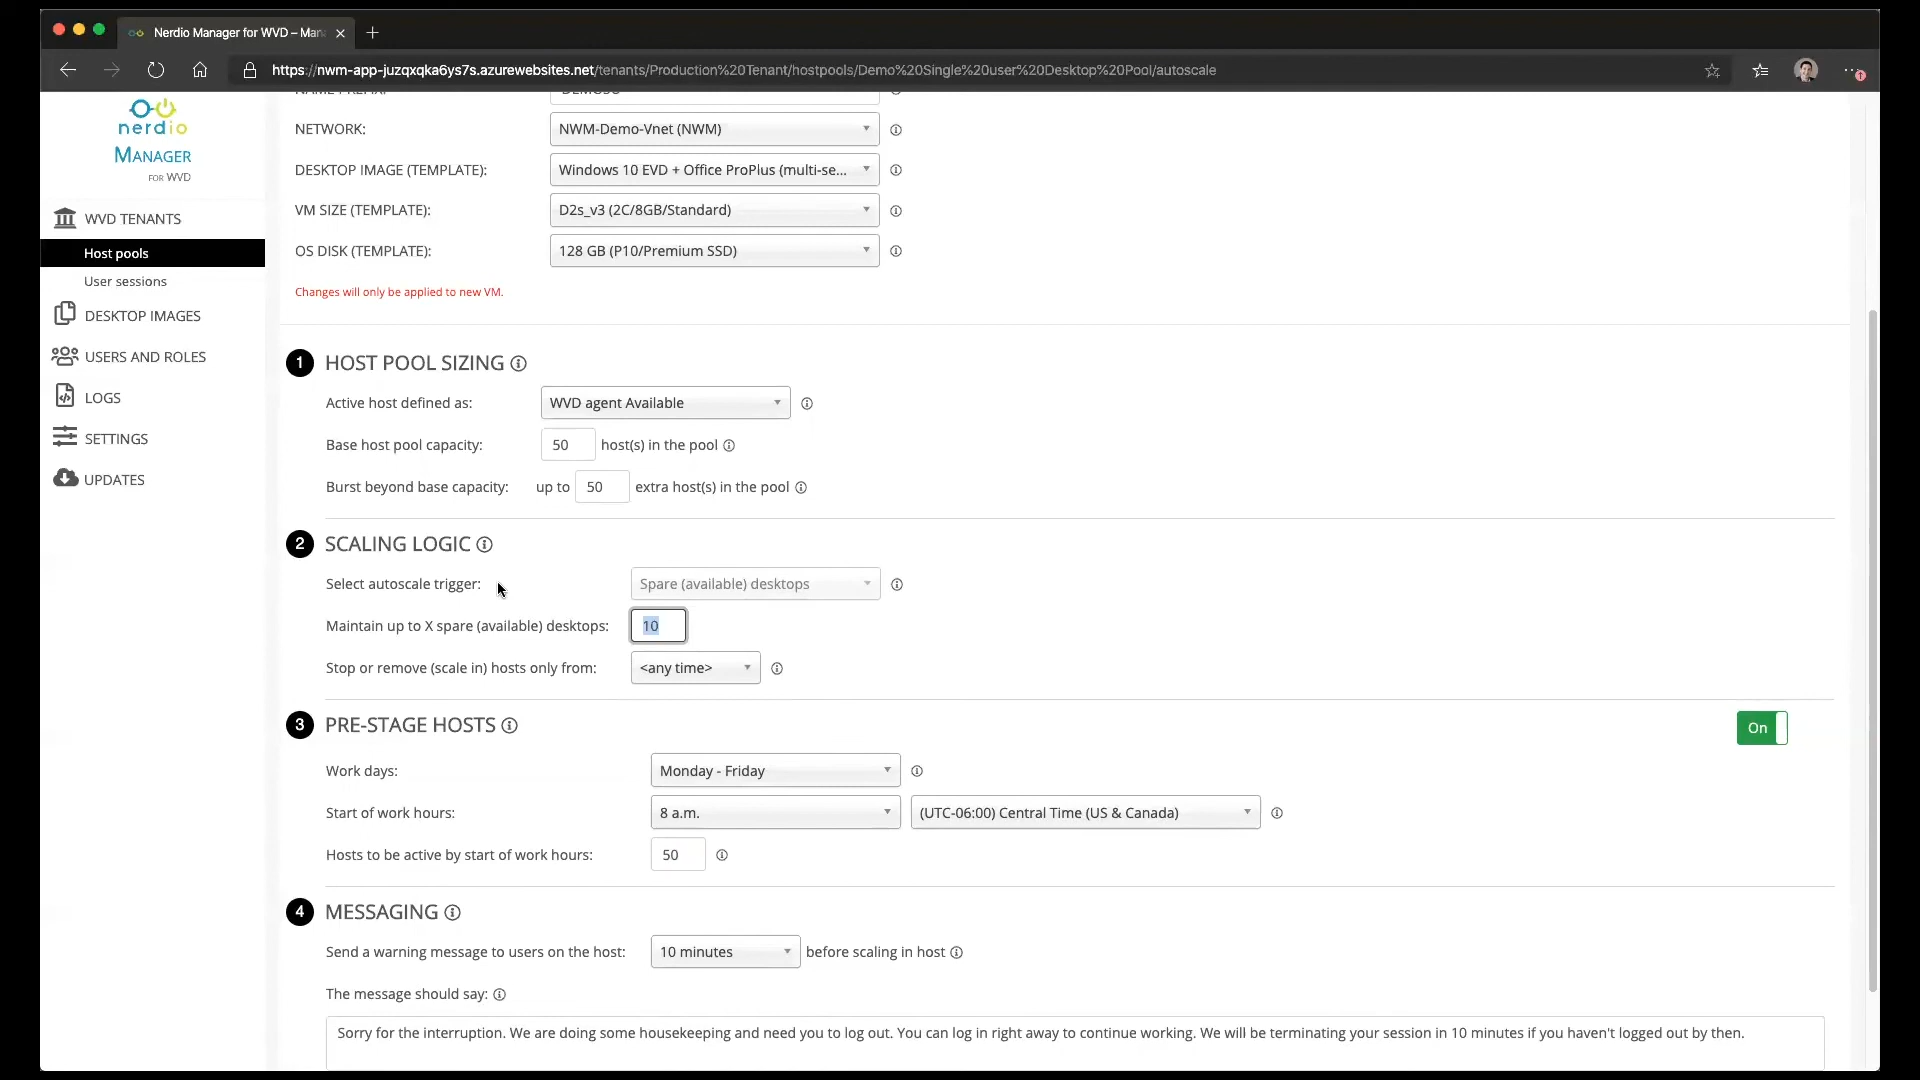 Nerdio Manager for WVD – Man
https://nwm-app-juzqxqka6ys7s.azurewebsites.net/tenants/Production%20Tenant/hostpools/Demo%20Single%20user%20Desktop%20Pool/autoscale
nerdio
MANAGER
FOR WVD
WVD TENANTS
Host pools
User sessions
DESKTOP IMAGES
USERS AND ROLES
LOGS
SETTINGS
UPDATES
NETWORK: NWM-Demo-Vnet (NWM)
DESKTOP IMAGE (TEMPLATE): Windows 10 EVD + Office ProPlus (multi-se...
VM SIZE (TEMPLATE): D2s_v3 (2C/8GB/Standard)
OS DISK (TEMPLATE): 128 GB (P10/Premium SSD)
Changes will only be applied to new VM.
1 HOST POOL SIZING
Active host defined as: WVD agent Available
Base host pool capacity: 50 host(s) in the pool
Burst beyond base capacity: up to 50 extra host(s) in the pool
2 SCALING LOGIC
Select autoscale trigger: Spare (available) desktops
Maintain up to X spare (available) desktops: 10
Stop or remove (scale in) hosts only from: <any time>
3 PRE-STAGE HOSTS On
Work days: Monday - Friday
Start of work hours: 8 a.m. (UTC-06:00) Central Time (US & Canada)
Hosts to be active by start of work hours: 50
4 MESSAGING
Send a warning message to users on the host: 10 minutes before scaling in host
The message should say:
Sorry for the interruption. We are doing some housekeeping and need you to log out. You can log in right away to continue working. We will be terminating your session in 10 minutes if you haven't logged out by then.